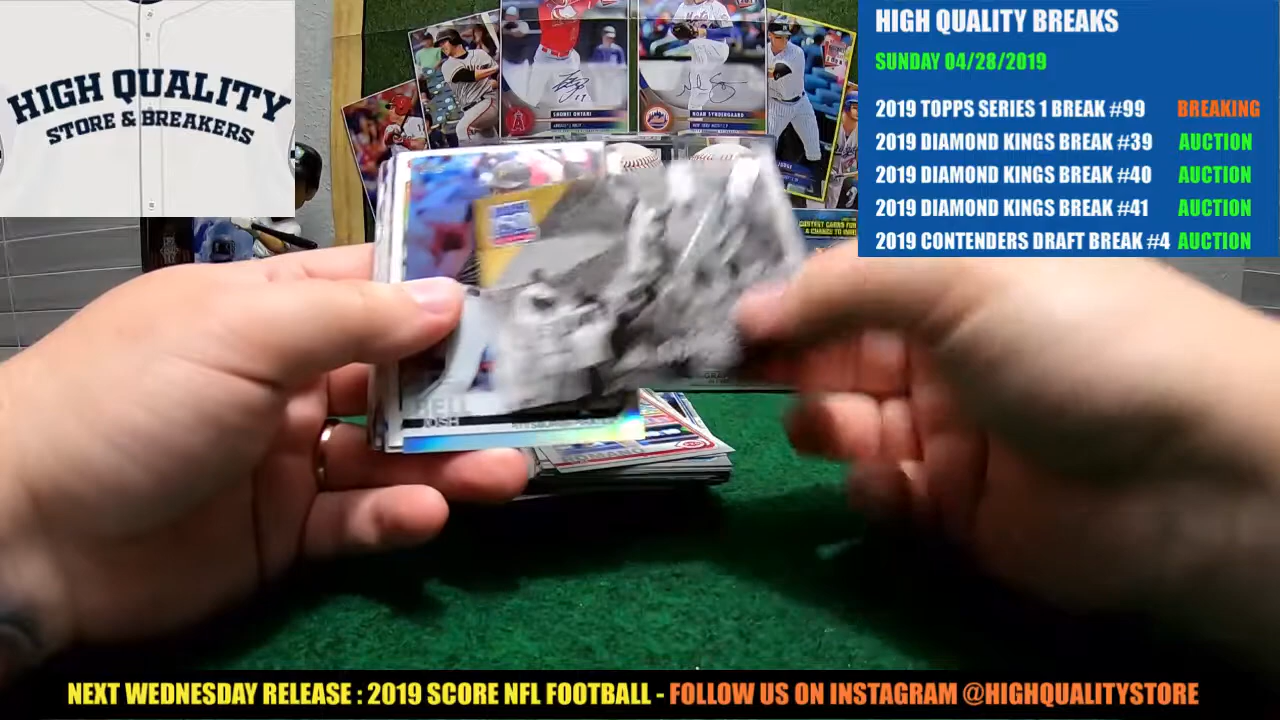 HIGH QUALITY
STORE & BREAKERS
HIGH QUALITY BREAKS
SUNDAY 04/28/2019
2019 TOPPS SERIES 1 BREAK #99 BREAKING
2019 DIAMOND KINGS BREAK #39 AUCTION
2019 DIAMOND KINGS BREAK #40 AUCTION
2019 DIAMOND KINGS BREAK #41 AUCTION
2019 CONTENDERS DRAFT BREAK #4 AUCTION
SHOHEI OHTANI
NOAH SYNDERGAARD
BELL
JOSH
ROMANO
NEXT WEDNESDAY RELEASE : 2019 SCORE NFL FOOTBALL - FOLLOW US ON INSTAGRAM @HIGHQUALITYSTORE